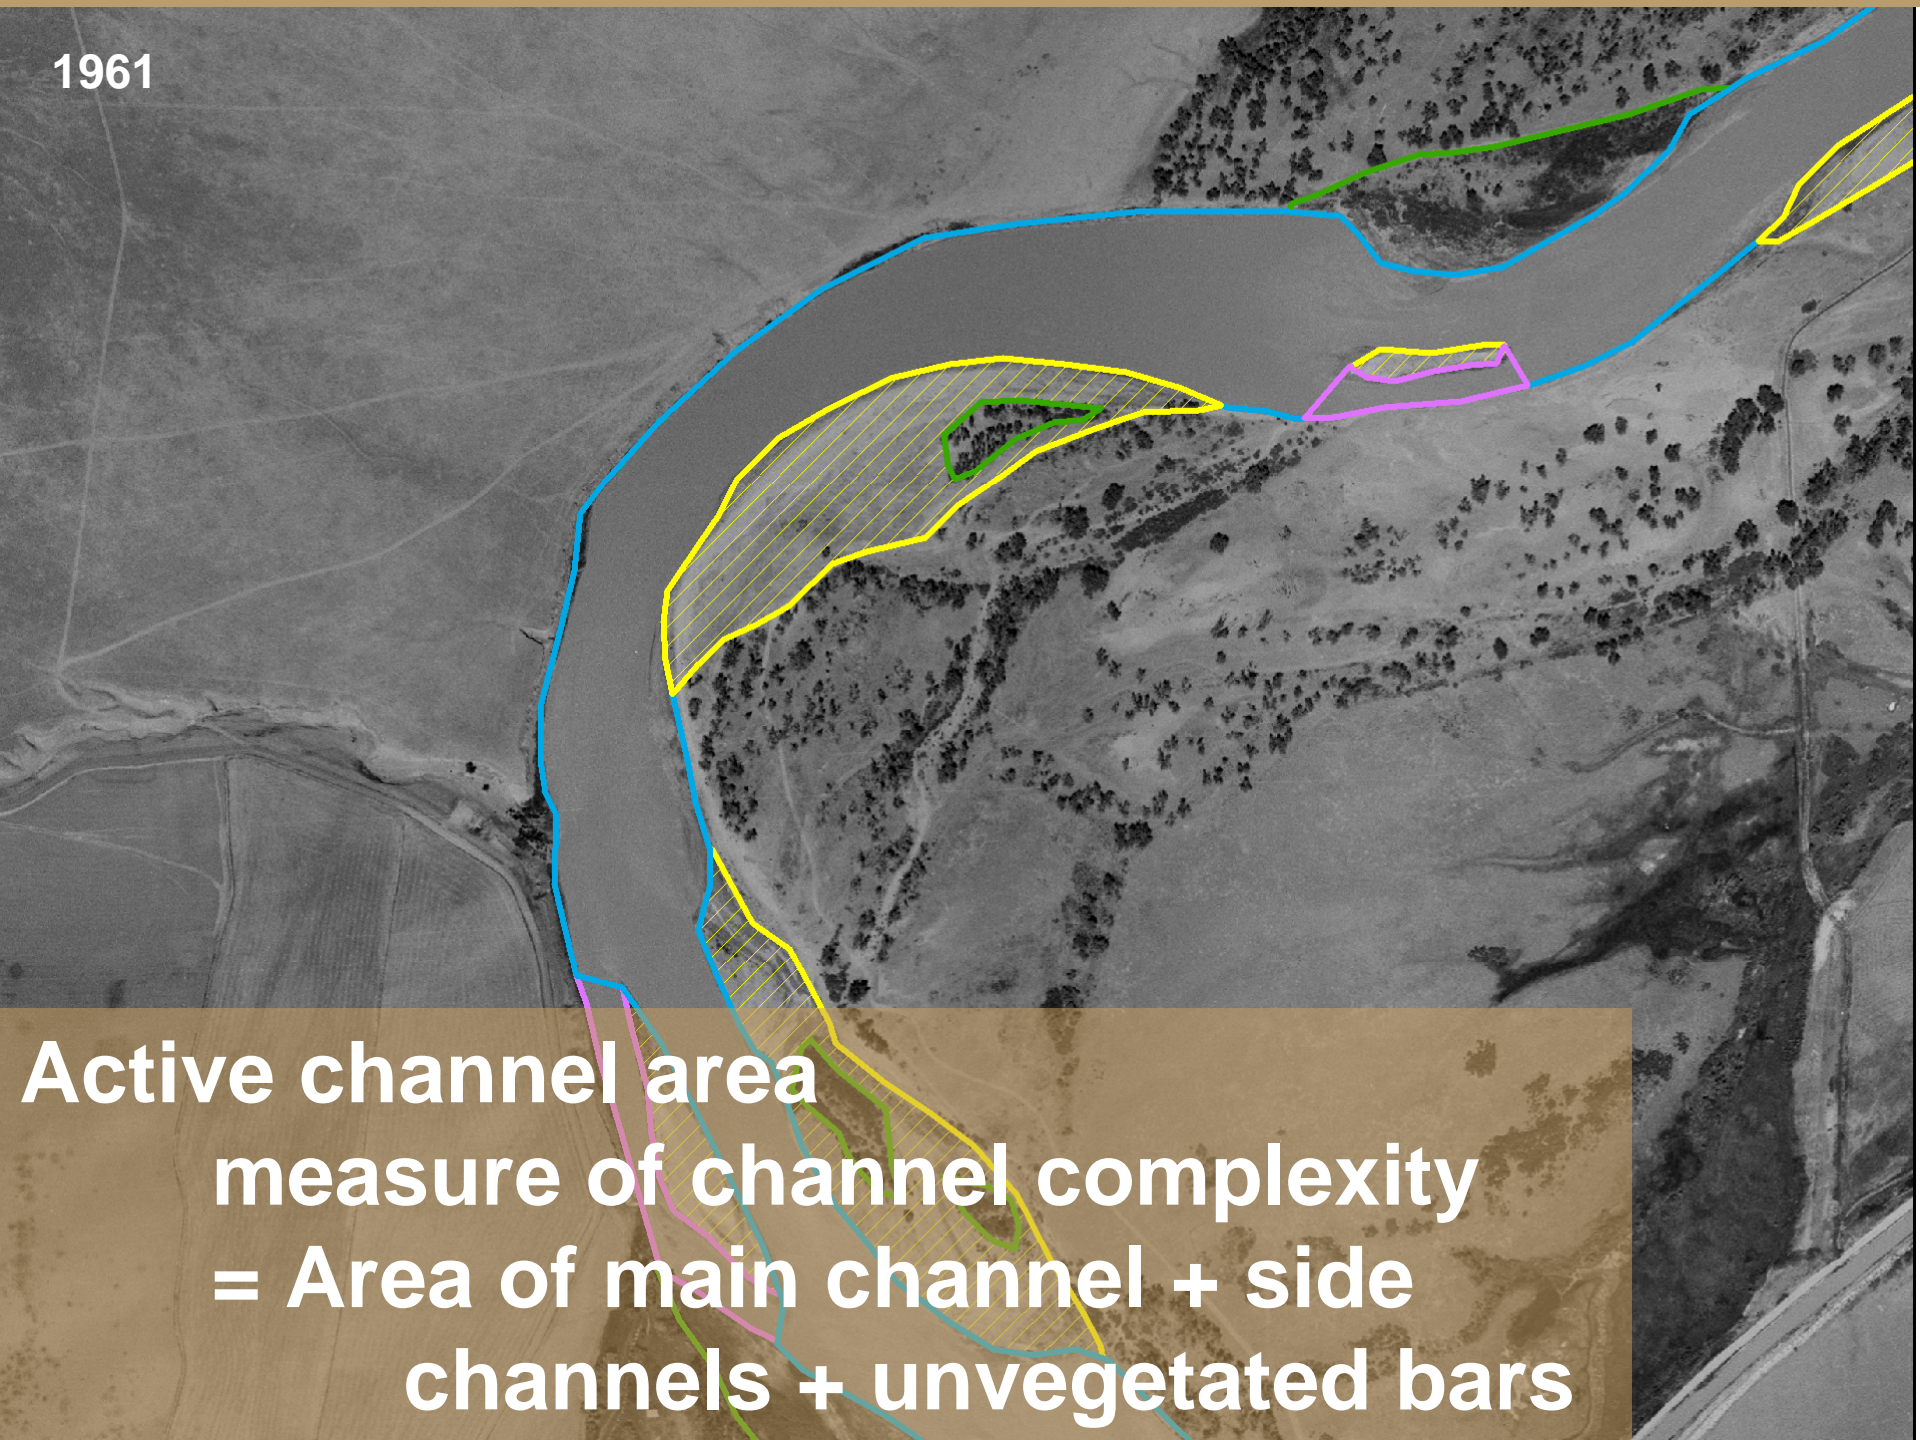 1961
Active channel area
measure of channel complexity
= Area of main channel + side
channels + unvegetated bars